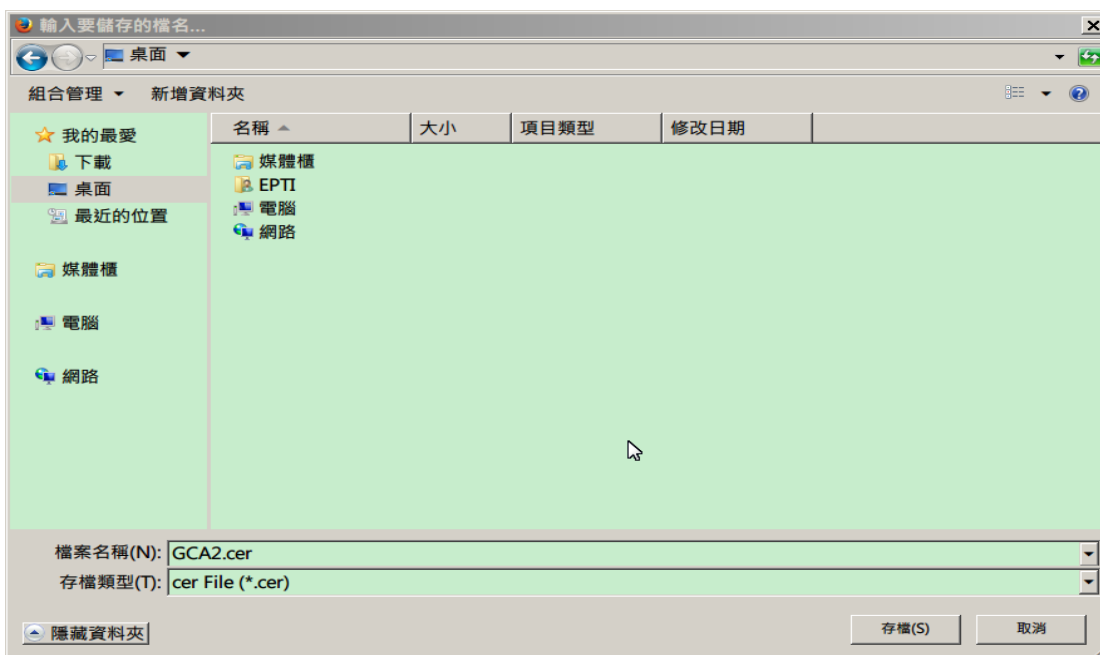 輸入要儲存的檔名...
桌面
組合管理 新增資料夾
名稱 大小 項目類型 修改日期
我的最愛
下載
桌面
最近的位置
媒體櫃
電腦
網路
媒體櫃
EPTI
電腦
網路
檔案名稱(N): GCA2.cer
存檔類型(T): cer File (*.cer)
隱藏資料夾 存檔(S) 取消